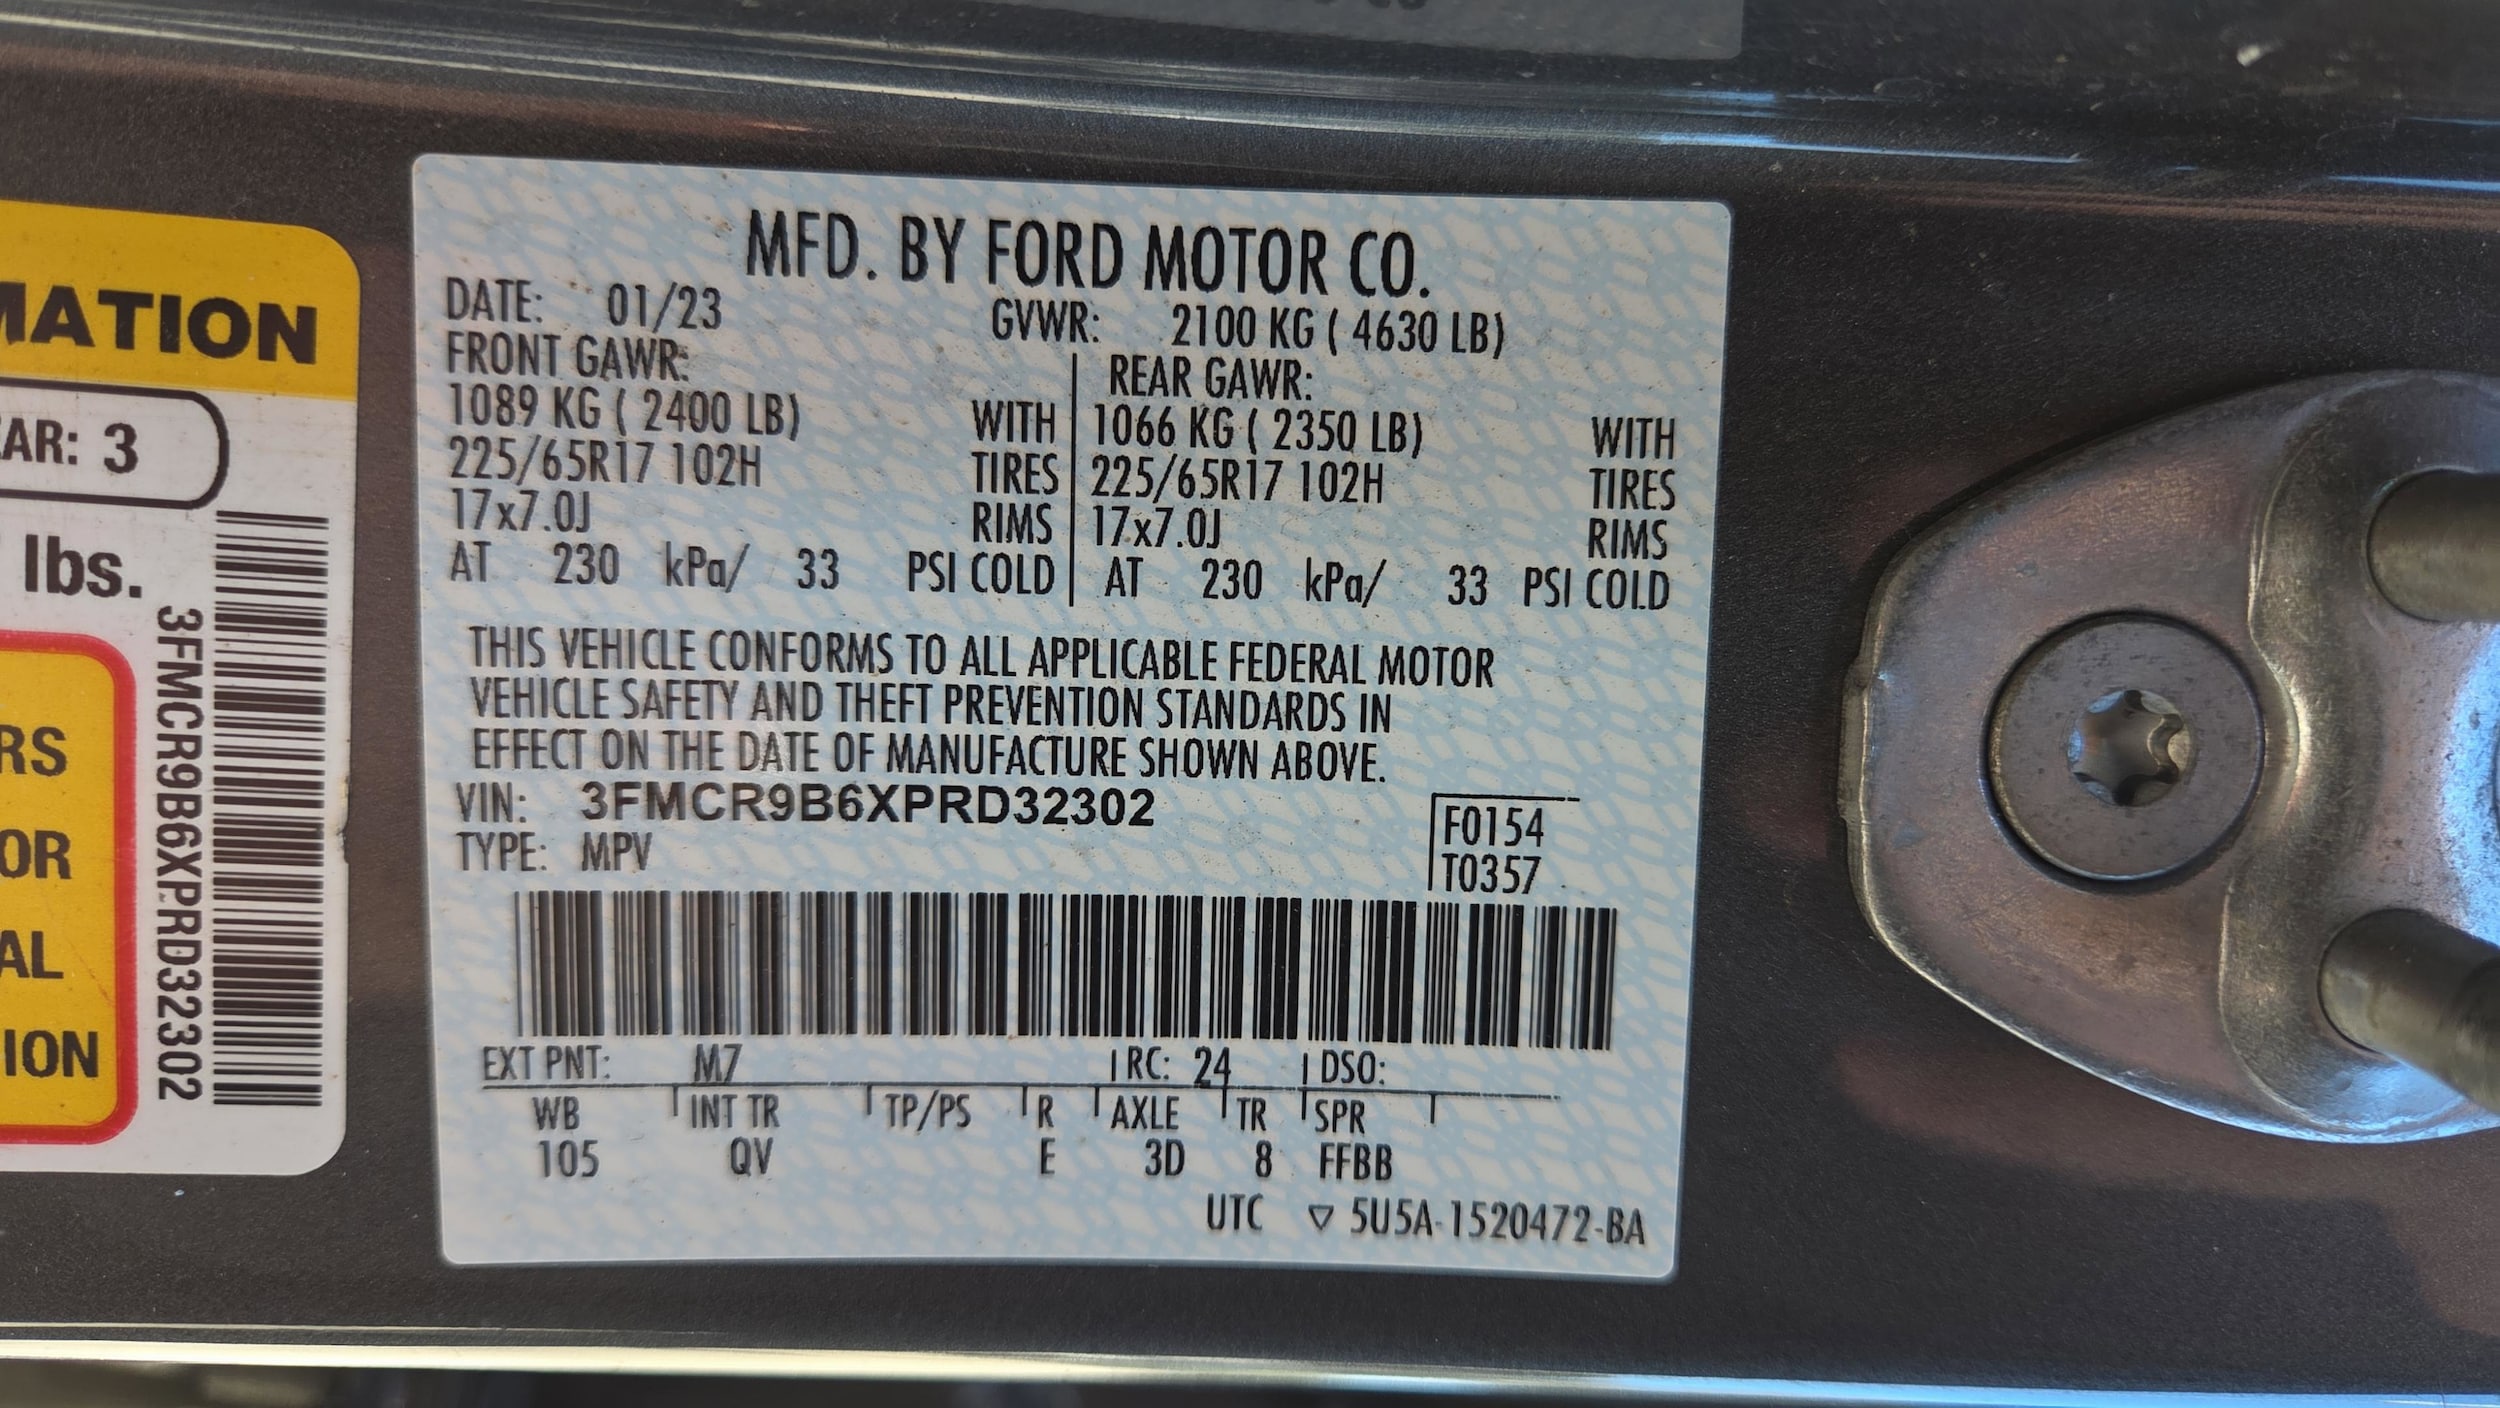 MATION
EAR: 3
lbs.
RS
OR
AL
ION
3FMCR9B6XPRD32302
MFD. BY FORD MOTOR CO.
DATE: 01/23 GVWR: 2100 KG ( 4630 LB)
FRONT GAWR: REAR GAWR:
1089 KG ( 2400 LB) WITH 1066 KG ( 2350 LB) WITH
225/65R17 102H TIRES 225/65R17 102H TIRES
17x7.0J RIMS 17x7.0J RIMS
AT 230 kPa/ 33 PSI COLD AT 230 kPa/ 33 PSI COLD
THIS VEHICLE CONFORMS TO ALL APPLICABLE FEDERAL MOTOR
VEHICLE SAFETY AND THEFT PREVENTION STANDARDS IN
EFFECT ON THE DATE OF MANUFACTURE SHOWN ABOVE.
VIN: 3FMCR9B6XPRD32302 F0154
TYPE: MPV T0357
EXT PNT: M7 RC: 24 DSO:
WB INT TR TP/PS R AXLE TR SPR
105 QV E 3D 8 FFBB
UTC ▽ 5U5A-1520472-BA